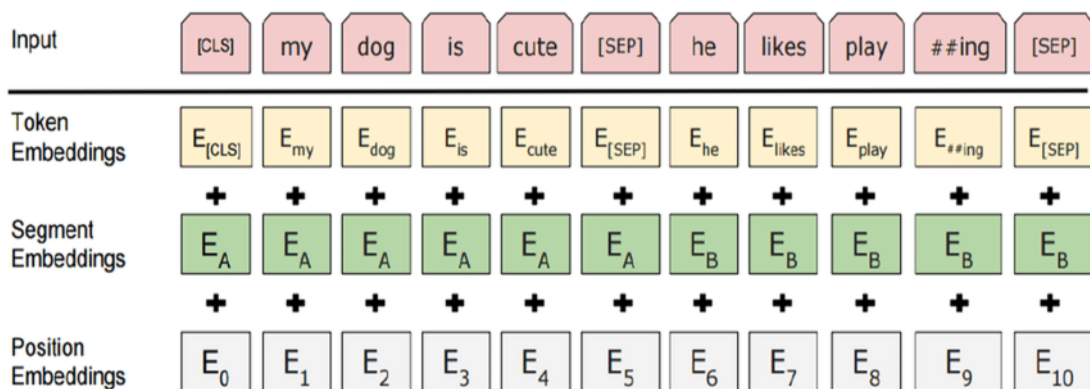 Input [CLS] my dog is cute [SEP] he likes play ##ing [SEP]
Token Embeddings E[CLS] Emy Edog Eis Ecute E[SEP] Ehe Elikes Eplay E##ing E[SEP]
+ + + + + + + + + + +
Segment Embeddings EA EA EA EA EA EA EB EB EB EB EB
+ + + + + + + + + + +
Position Embeddings E0 E1 E2 E3 E4 E5 E6 E7 E8 E9 E10